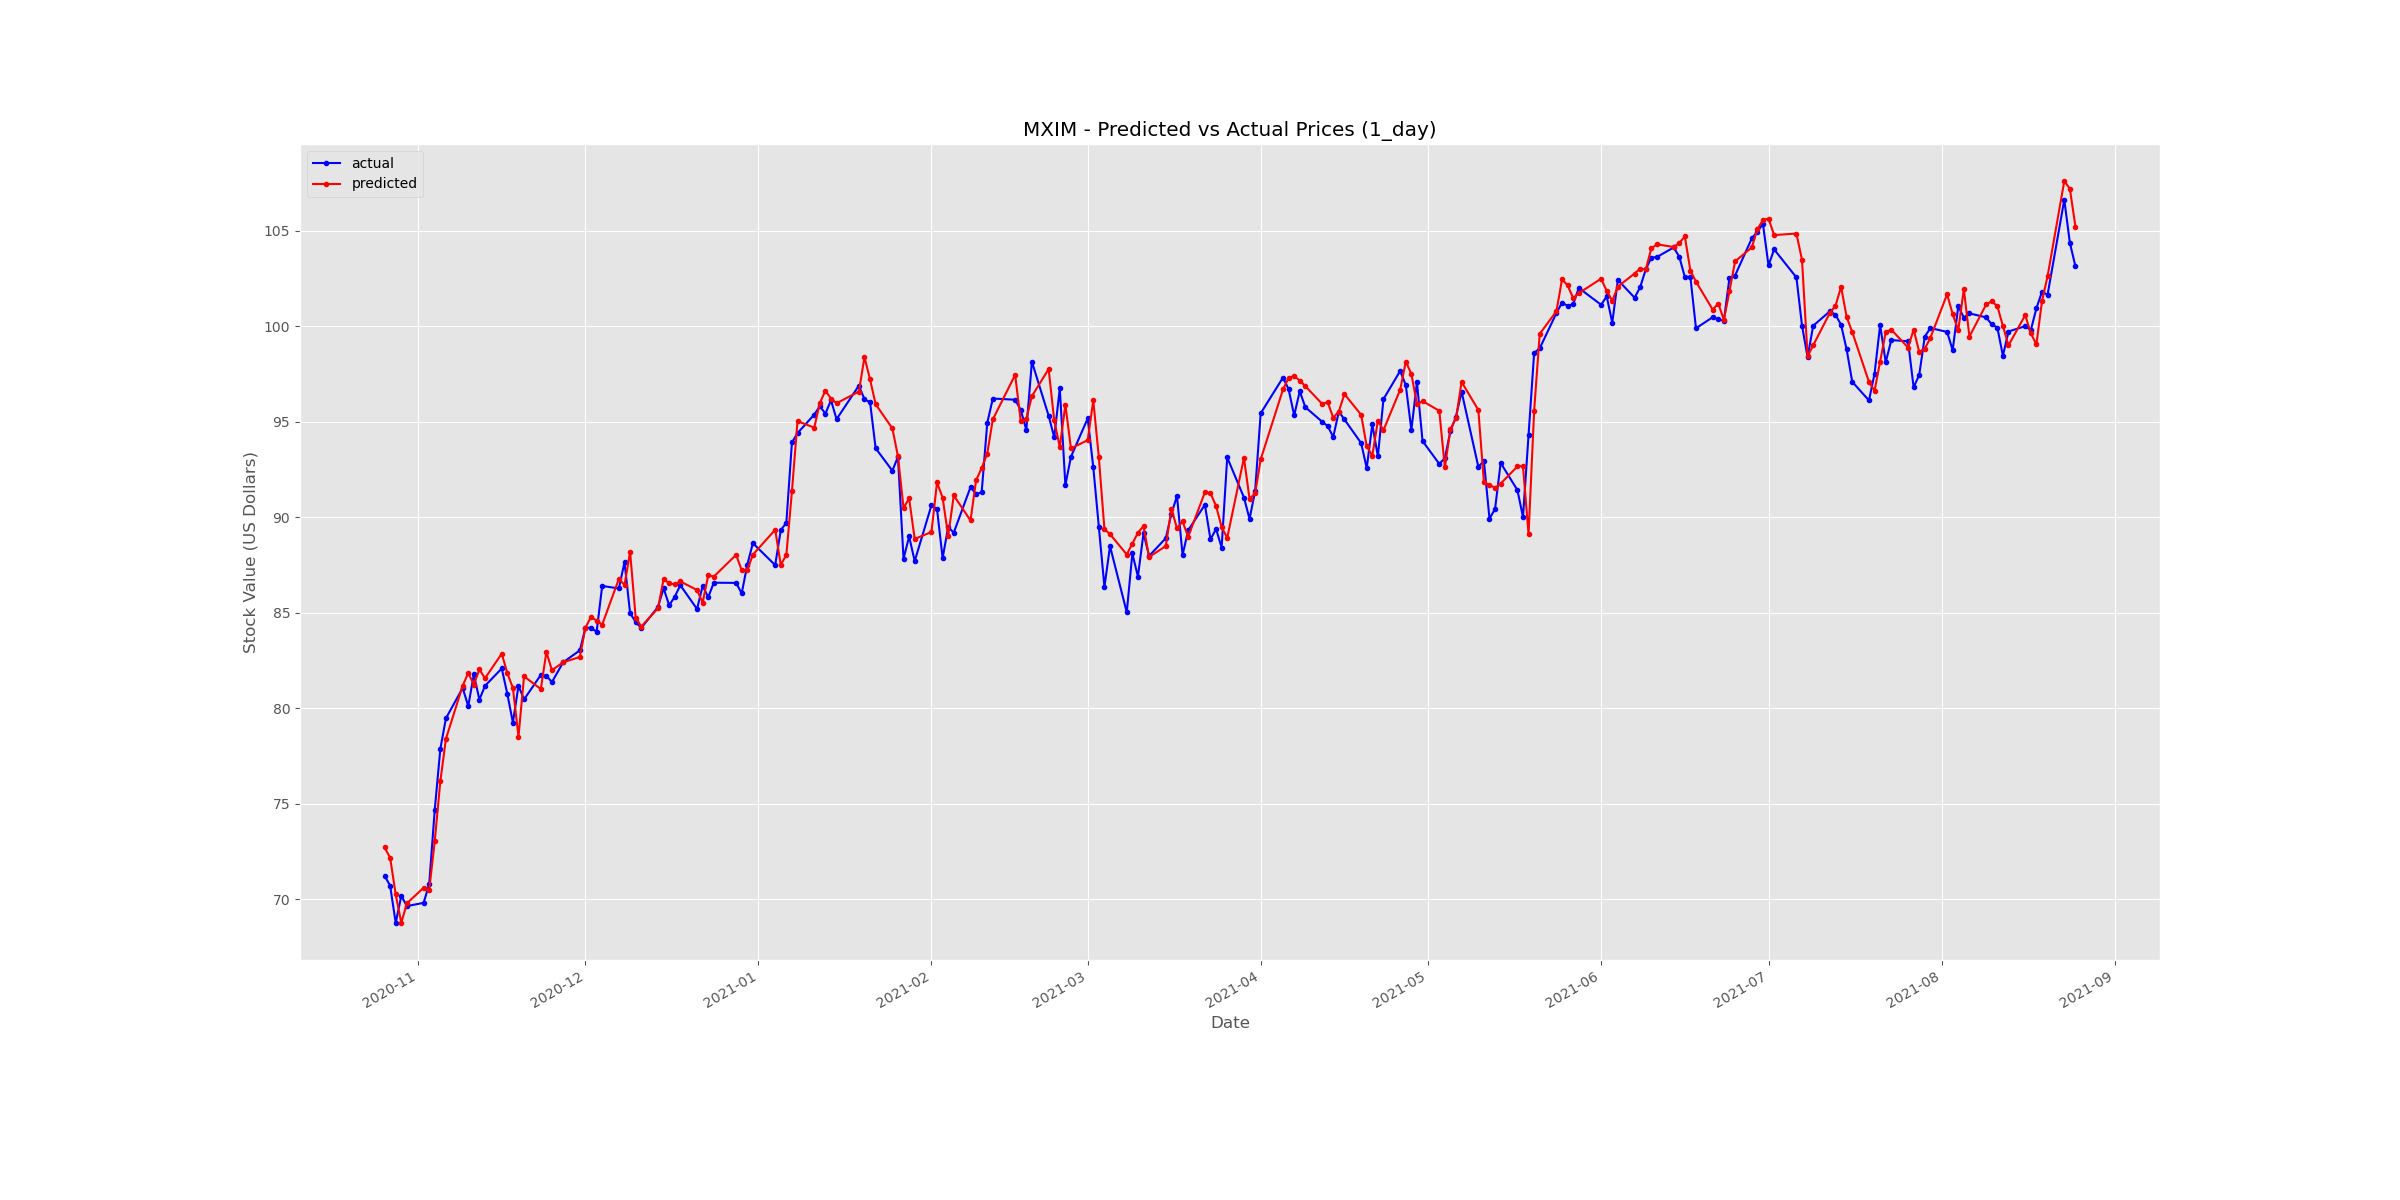 MXIM - Predicted vs Actual Prices (1_day)
actual
predicted
Stock Value (US Dollars)
105
100
95
90
85
80
75
70
2020-11 2020-12 2021-01 2021-02 2021-03 2021-04 2021-05 2021-06 2021-07 2021-08 2021-09
Date